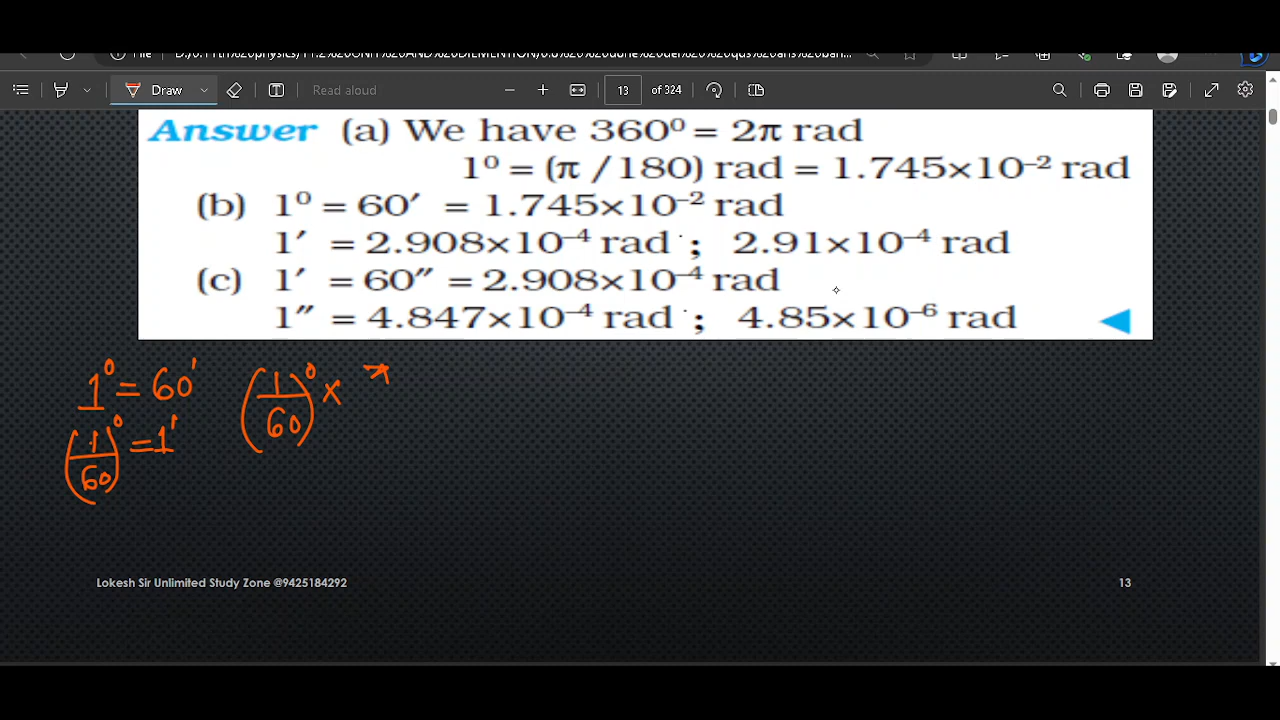 File
Draw
Read aloud
13 of 324
Answer (a) We have 360⁰ = 2π rad
1⁰ = (π /180) rad = 1.745×10⁻² rad
(b) 1⁰ = 60′ = 1.745×10⁻² rad
1′ = 2.908×10⁻⁴ rad ; 2.91×10⁻⁴ rad
(c) 1′ = 60″ = 2.908×10⁻⁴ rad
1″ = 4.847×10⁻⁴ rad ; 4.85×10⁻⁶ rad
1⁰ = 60′
(1/60)⁰ = 1′
(1/60)⁰ ×
Lokesh Sir Unlimited Study Zone @9425184292
13